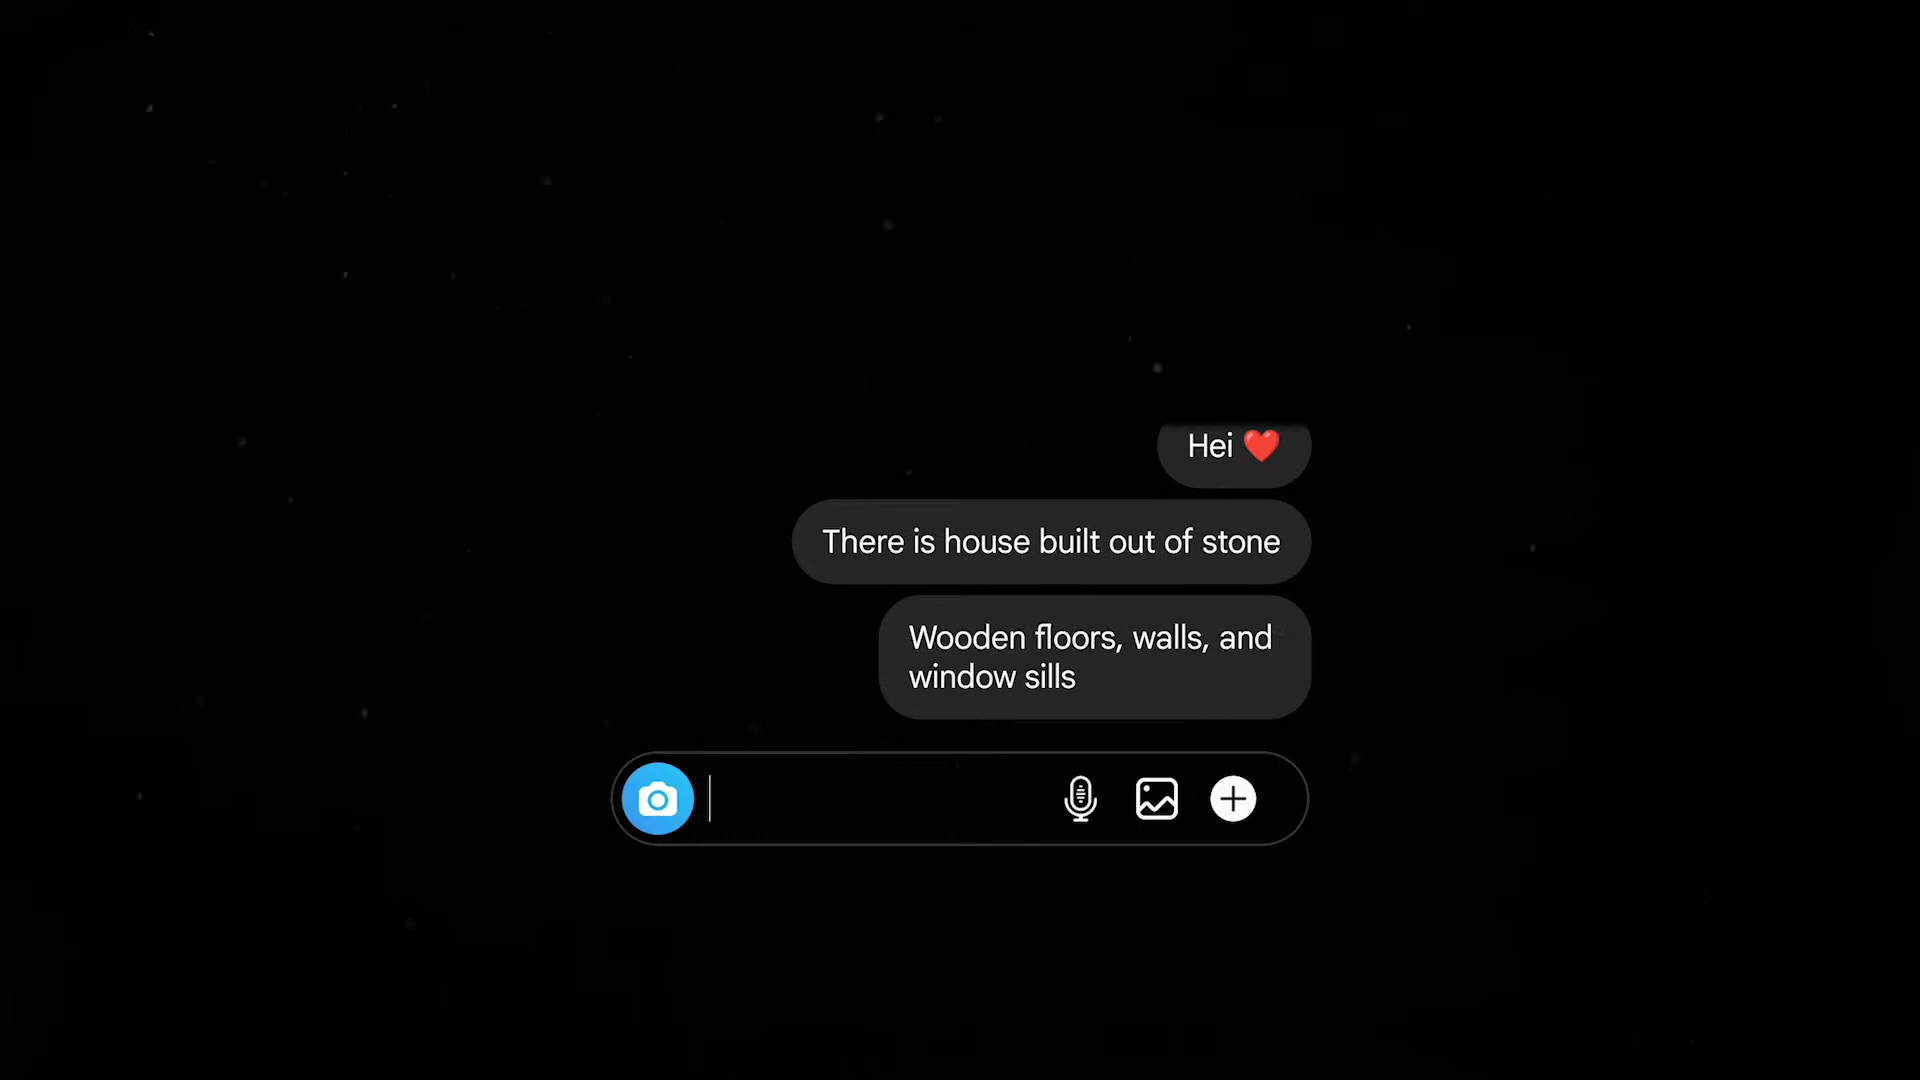 Hei ❤️
There is house built out of stone
Wooden floors, walls, and
window sills